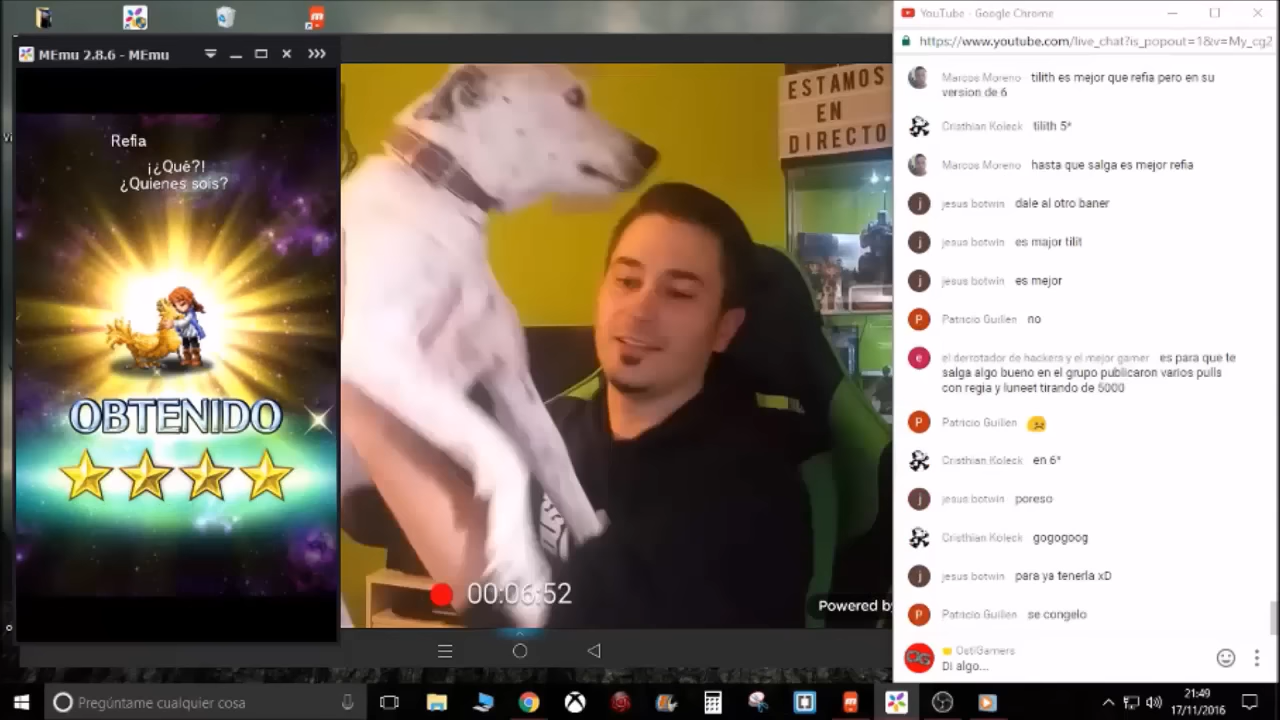 MEmu 2.8.6 - MEmu
Refia
¡¿Qué?!
¿Quienes sois?
OBTENIDO
ESTAMOS
EN
DIRECTO
00:06:52
Powered by
YouTube - Google Chrome
https://www.youtube.com/live_chat?is_popout=1&v=My_cg2
Marcos Moreno tilith es mejor que refia pero en su
version de 6
Cristhian Koleck tilith 5*
Marcos Moreno hasta que salga es mejor refia
jesus botwin dale al otro baner
jesus botwin es major tilit
jesus botwin es mejor
Patricio Guillen no
el derrotador de hackers y el mejor gamer es para que te
salga algo bueno en el grupo publicaron varios pulls
con regia y luneet tirando de 5000
Patricio Guillen
Cristhian Koleck en 6*
jesus botwin poreso
Cristhian Koleck gogogoog
jesus botwin para ya tenerla xD
Patricio Guillen se congelo
OstiGamers
Di algo...
Pregúntame cualquier cosa
21:49
17/11/2016